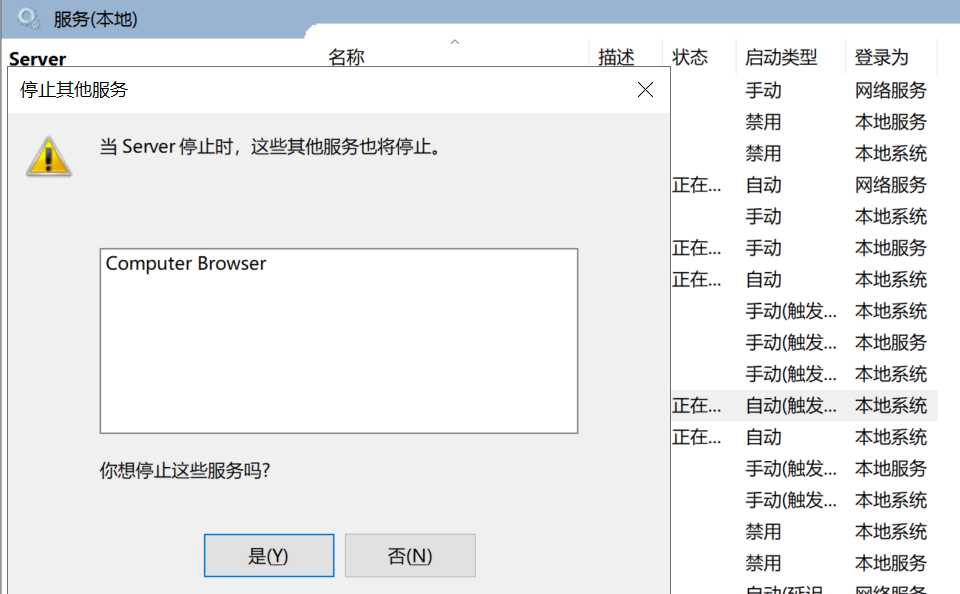 服务(本地)
Server
名称 描述 状态 启动类型 登录为
停止其他服务
当 Server 停止时，这些其他服务也将停止。
Computer Browser
你想停止这些服务吗?
是(Y) 否(N)
手动 网络服务
禁用 本地服务
禁用 本地系统
正在... 自动 网络服务
手动 本地系统
正在... 手动 本地服务
正在... 自动 本地系统
手动(触发... 本地系统
手动(触发... 本地服务
手动(触发... 本地系统
正在... 自动(触发... 本地系统
正在... 自动 本地系统
手动(触发... 本地服务
手动(触发... 本地系统
禁用 本地系统
禁用 本地服务
自动(延迟 网络服务